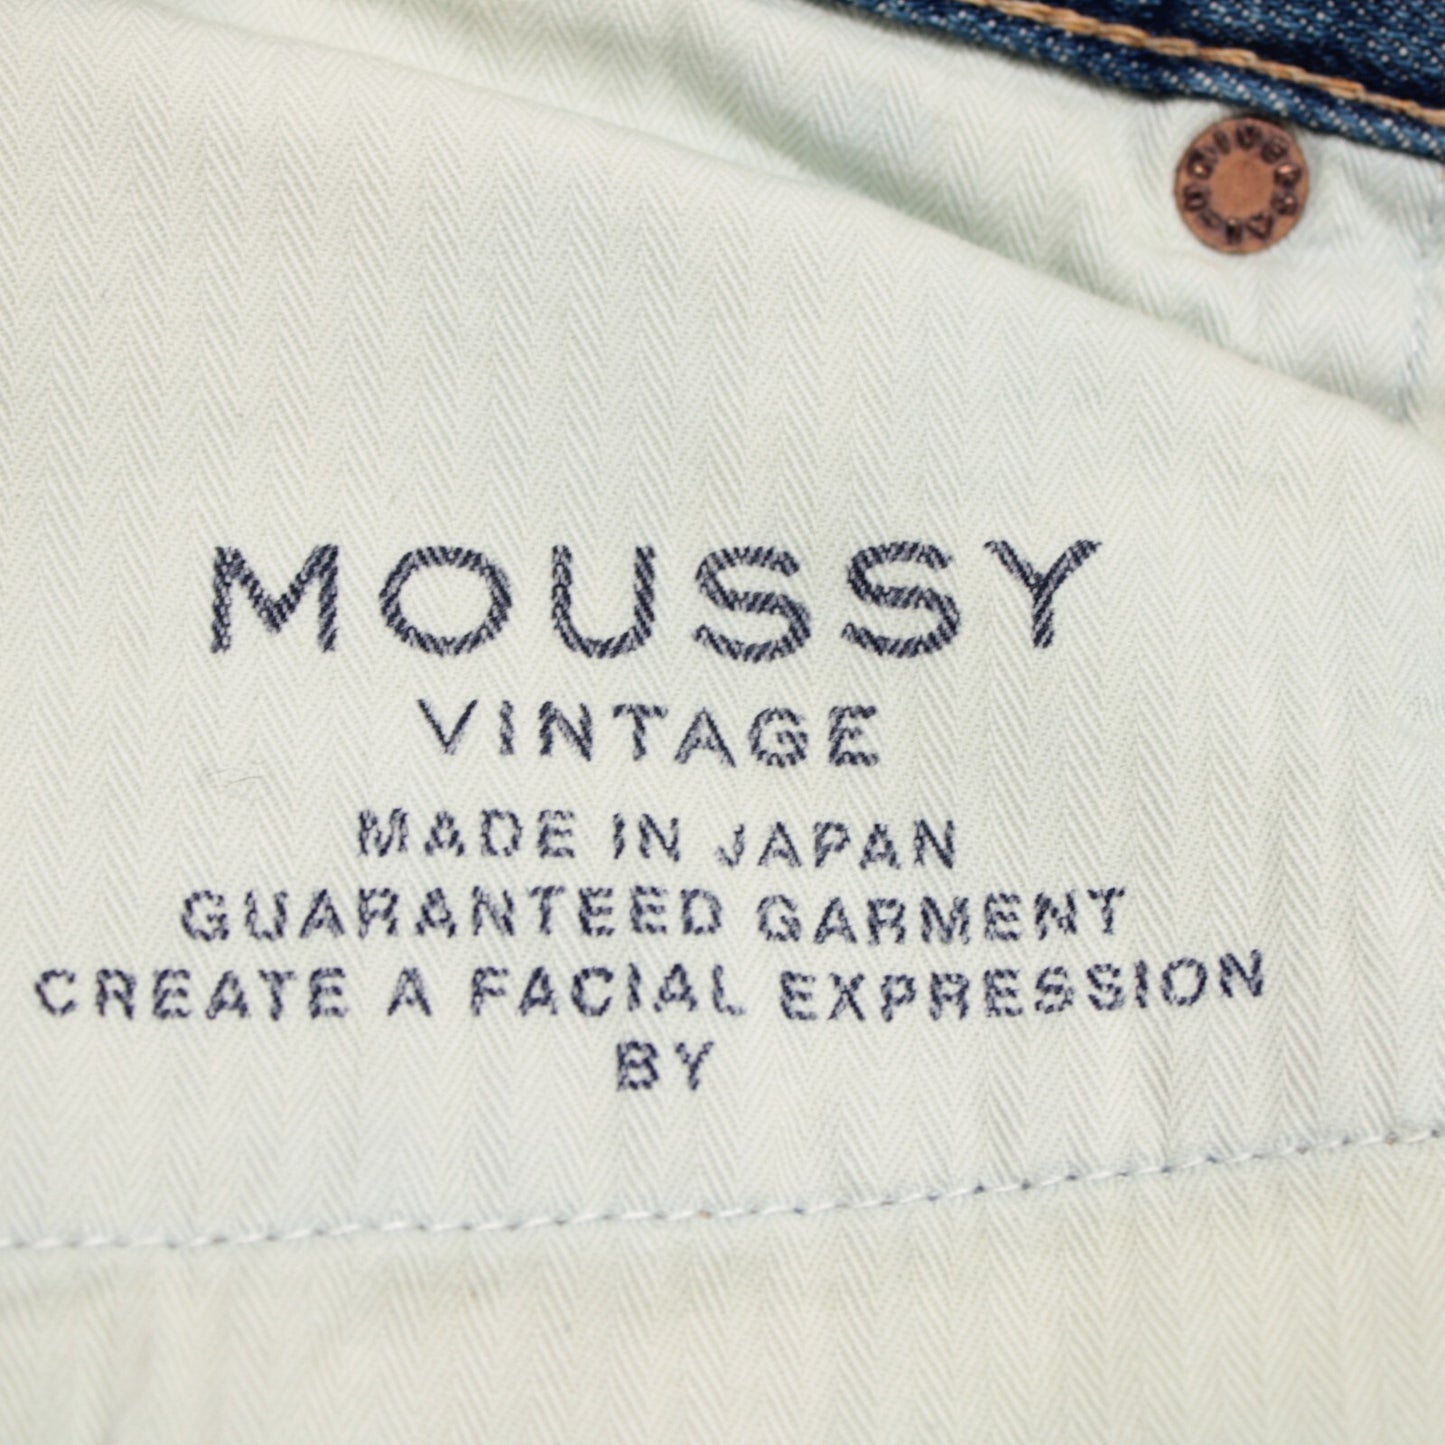 MOUSSY
VINTAGE
MADE IN JAPAN
GUARANTEED GARMENT
CREATE A FACIAL EXPRESSION
BY